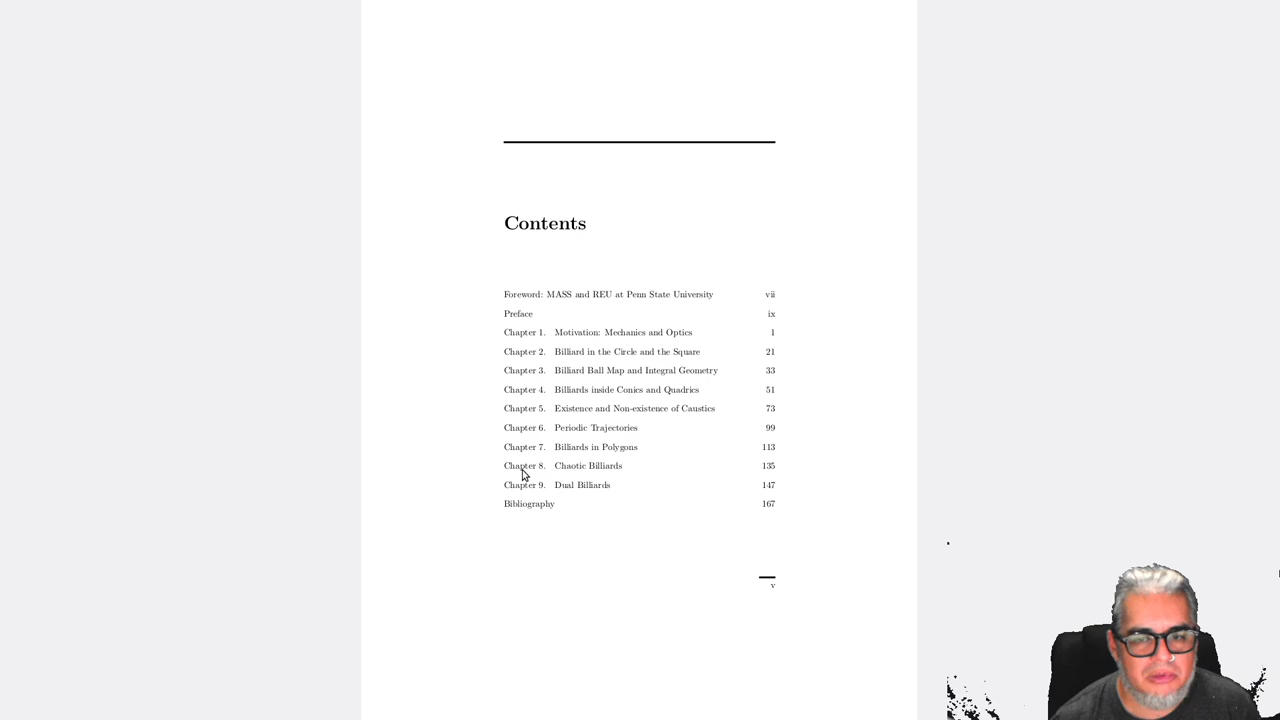 Contents
Foreword: MASS and REU at Penn State University vii
Preface ix
Chapter 1. Motivation: Mechanics and Optics 1
Chapter 2. Billiard in the Circle and the Square 21
Chapter 3. Billiard Ball Map and Integral Geometry 33
Chapter 4. Billiards inside Conics and Quadrics 51
Chapter 5. Existence and Non-existence of Caustics 73
Chapter 6. Periodic Trajectories 99
Chapter 7. Billiards in Polygons 113
Chapter 8. Chaotic Billiards 135
Chapter 9. Dual Billiards 147
Bibliography 167
v